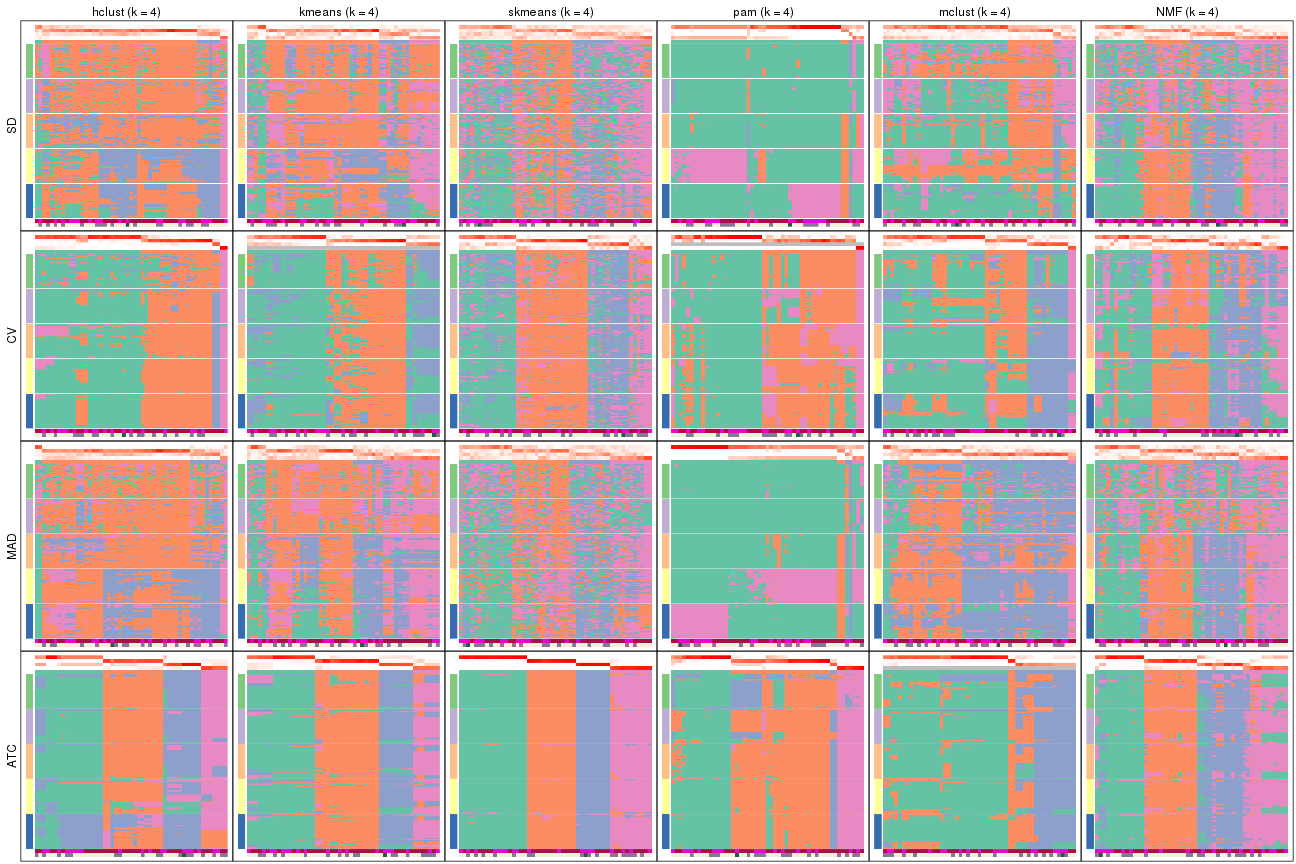 hclust (k = 4)
kmeans (k = 4)
skmeans (k = 4)
pam (k = 4)
mclust (k = 4)
NMF (k = 4)
SD
CV
MAD
ATC